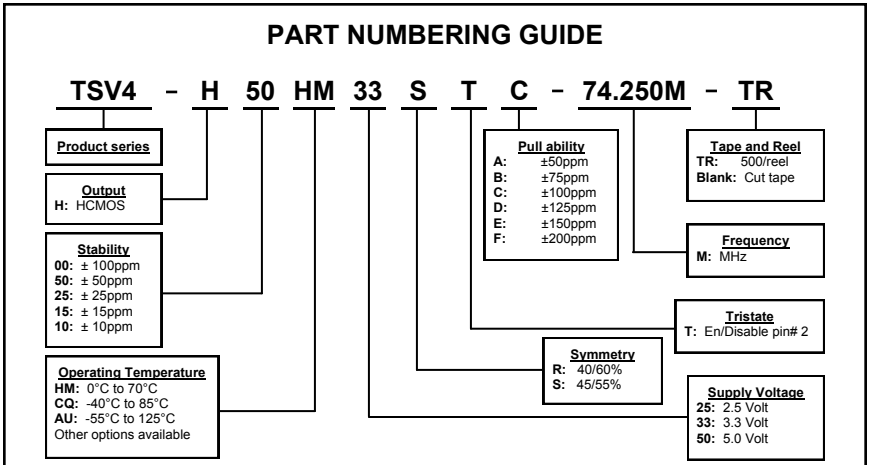 PART NUMBERING GUIDE
TSV4 - H 50 HM 33 S T C - 74.250M - TR
Product series
Output
H: HCMOS
Stability
00: ± 100ppm
50: ± 50ppm
25: ± 25ppm
15: ± 15ppm
10: ± 10ppm
Operating Temperature
HM: 0°C to 70°C
CQ: -40°C to 85°C
AU: -55°C to 125°C
Other options available
Pull ability
A: ±50ppm
B: ±75ppm
C: ±100ppm
D: ±125ppm
E: ±150ppm
F: ±200ppm
Symmetry
R: 40/60%
S: 45/55%
Tape and Reel
TR: 500/reel
Blank: Cut tape
Frequency
M: MHz
Tristate
T: En/Disable pin# 2
Supply Voltage
25: 2.5 Volt
33: 3.3 Volt
50: 5.0 Volt